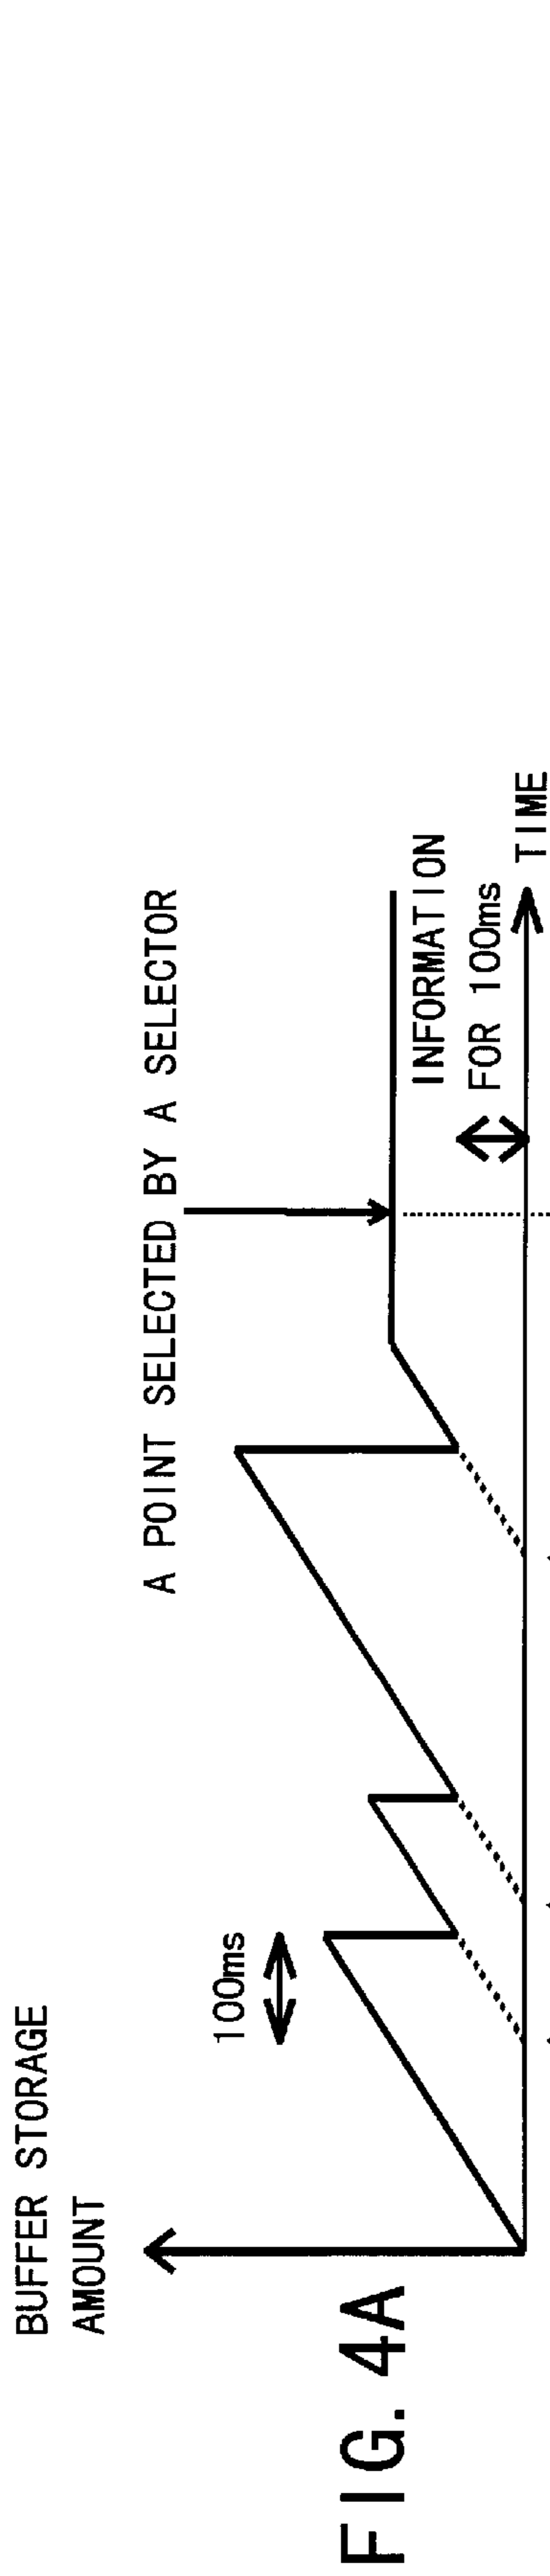 FIG. 4A
BUFFER STORAGE
AMOUNT
100ms
A POINT SELECTED BY A SELECTOR
INFORMATION
FOR 100ms
TIME